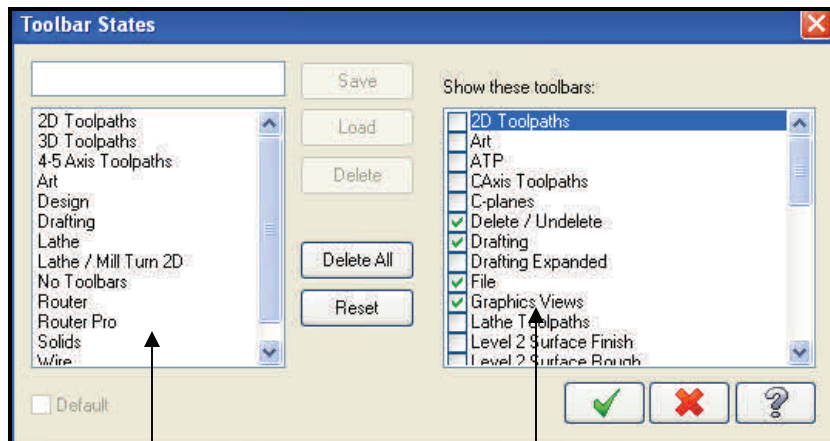 Toolbar States
Save
Load
Delete
Delete All
Reset
2D Toolpaths
3D Toolpaths
4-5 Axis Toolpaths
Art
Design
Drafting
Lathe
Lathe / Mill Turn 2D
No Toolbars
Router
Router Pro
Solids
Wire
Default
Show these toolbars:
2D Toolpaths
Art
ATP
CAxis Toolpaths
C-planes
Delete / Undelete
Drafting
Drafting Expanded
File
Graphics Views
Lathe Toolpaths
Level 2 Surface Finish
Level 2 Surface Rough